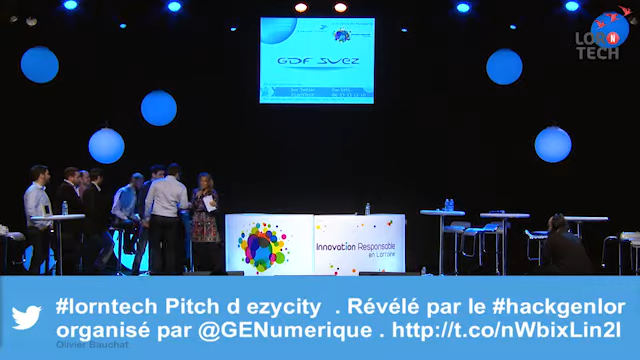 LOR N
TECH
GDF SUEZ
Innovation Responsable
en Lorraine
#lorntech Pitch d ezycity . Révélé par le #hackgenlor
organisé par @GENumerique . http://t.co/nWbixLin2l
Olivier Bauchat